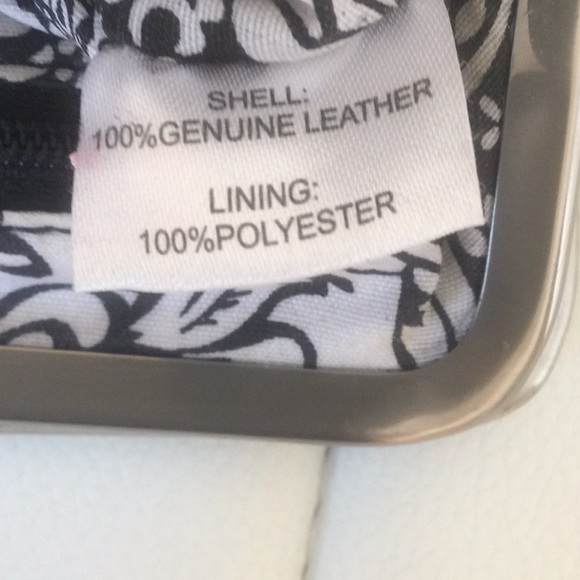 SHELL:
100%GENUINE LEATHER
LINING:
100%POLYESTER